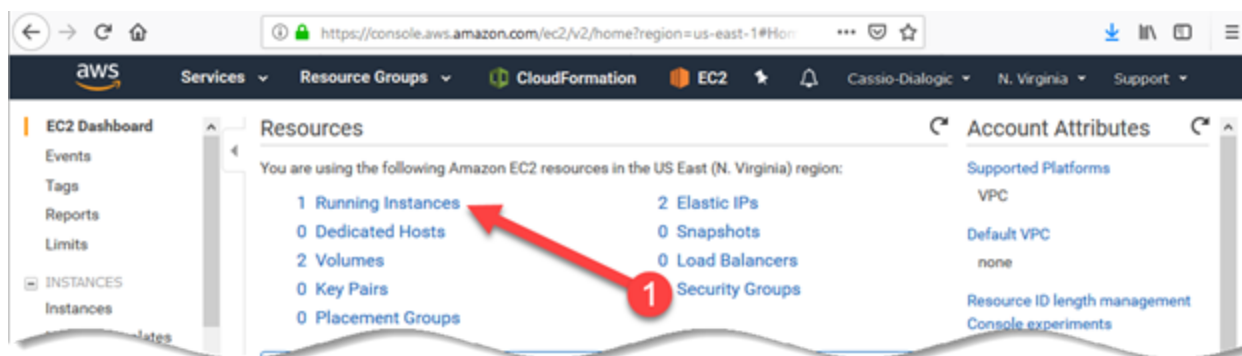 https://console.aws.amazon.com/ec2/v2/home?region=us-east-1#Hom
aws Services Resource Groups CloudFormation EC2 Cassio-Dialogic N. Virginia Support
EC2 Dashboard
Events
Tags
Reports
Limits
INSTANCES
Instances
lates
Resources
You are using the following Amazon EC2 resources in the US East (N. Virginia) region:
1 Running Instances
0 Dedicated Hosts
2 Volumes
0 Key Pairs
0 Placement Groups
2 Elastic IPs
0 Snapshots
0 Load Balancers
Security Groups
1
Account Attributes
Supported Platforms
VPC
Default VPC
none
Resource ID length management
Console experiments